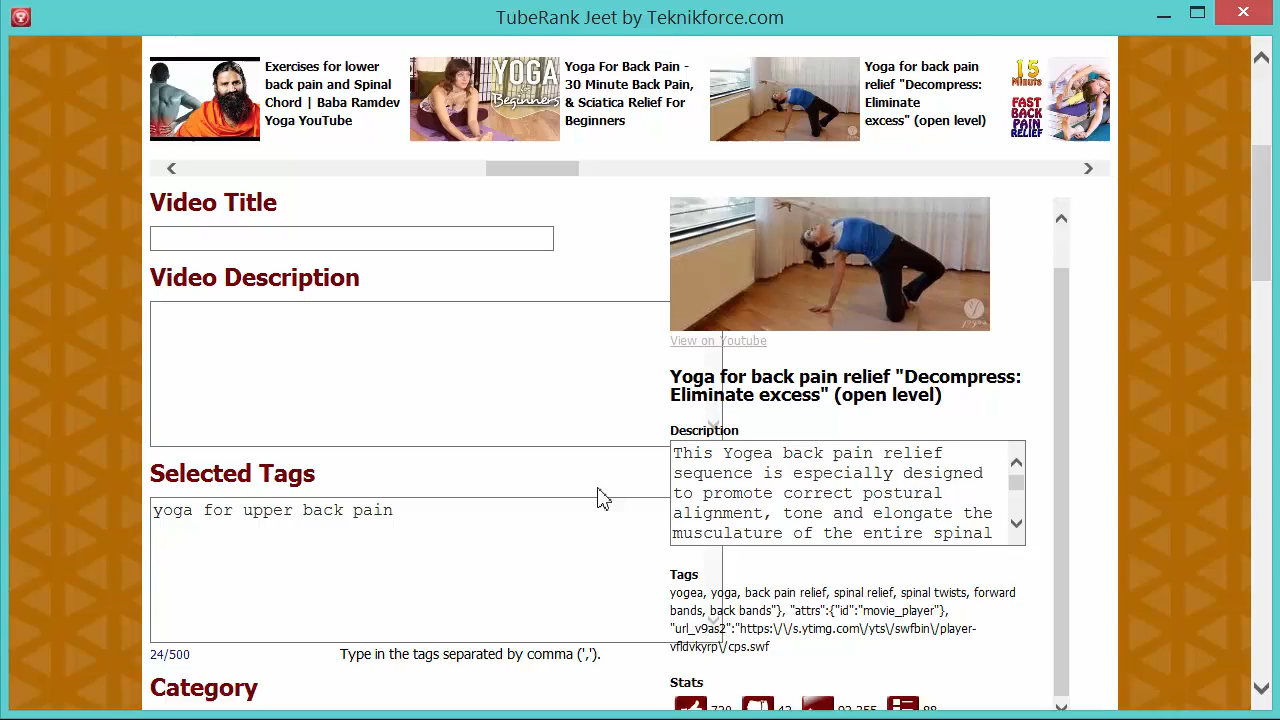 TubeRank Jeet by Teknikforce.com
Exercises for lower
back pain and Spinal
Chord | Baba Ramdev
Yoga YouTube
YOGA
for
Beginners
Yoga For Back Pain -
30 Minute Back Pain,
& Sciatica Relief For
Beginners
Yoga for back pain
relief "Decompress:
Eliminate
excess" (open level)
15
Minute
FAST
BACK
PAIN
RELIEF
Video Title
Video Description
Selected Tags
yoga for upper back pain
24/500
Type in the tags separated by comma (',').
Category
View on Youtube
Yoga for back pain relief "Decompress:
Eliminate excess" (open level)
Description
This Yogea back pain relief
sequence is especially designed
to promote correct postural
alignment, tone and elongate the
musculature of the entire spinal
Tags
yogea, yoga, back pain relief, spinal relief, spinal twists, forward
bands, back bands"}, "attrs":{"id":"movie_player"},
"url_v9as2":"https:\/\/s.ytimg.com\/yts\/swfbin\/player-
vfldvkyrp\/cps.swf
Stats